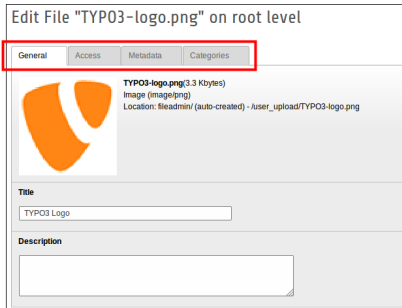 Edit File "TYPO3-logo.png" on root level
General Access Metadata Categories
TYPO3-logo.png(3.3 Kbytes)
Image (image/png)
Location: fileadmin/ (auto-created) - /user_upload/TYPO3-logo.png
Title
TYPO3 Logo
Description